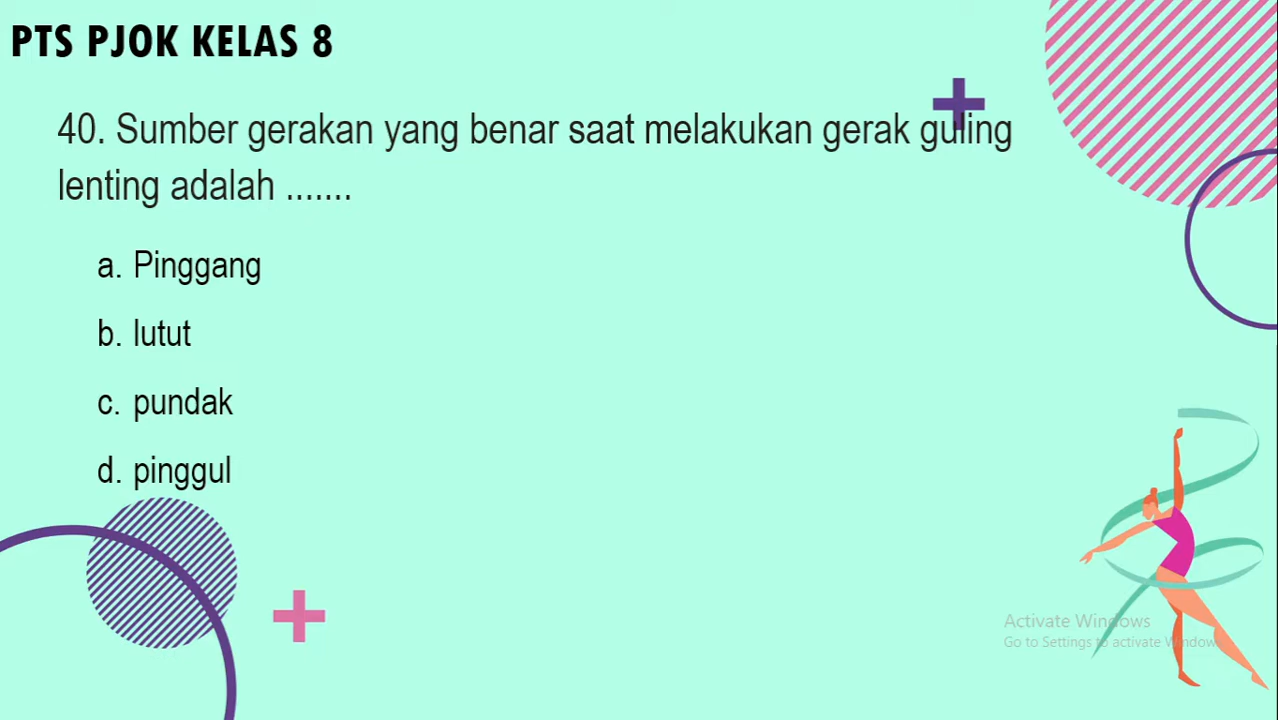 PTS PJOK KELAS 8
40. Sumber gerakan yang benar saat melakukan gerak guling
lenting adalah .......
a. Pinggang
b. lutut
c. pundak
d. pinggul
Activate Windows
Go to Settings to activate Windows